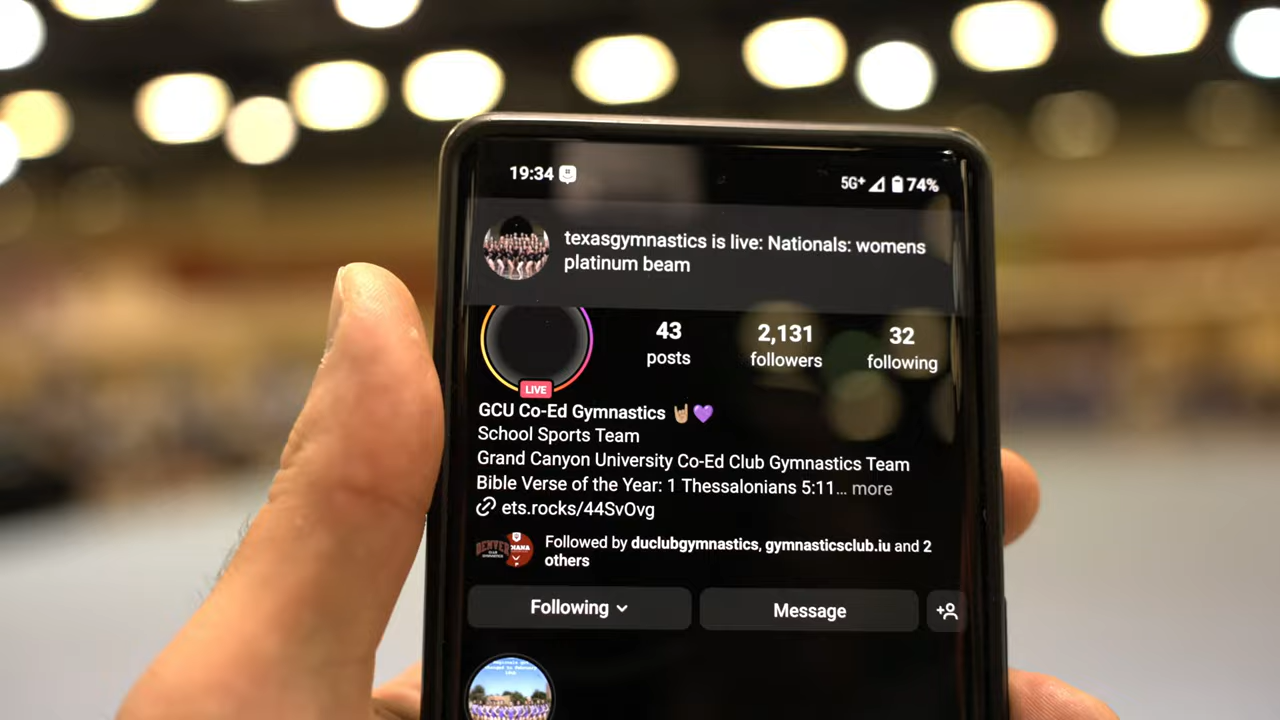 19:34
5G+ 74%
texasgymnastics is live: Nationals: womens
platinum beam
43
posts
2,131
followers
32
following
LIVE
GCU Co-Ed Gymnastics 🤘🏼💜
School Sports Team
Grand Canyon University Co-Ed Club Gymnastics Team
Bible Verse of the Year: 1 Thessalonians 5:11... more
ets.rocks/44SvOvg
DENVER
Followed by duclubgymnastics, gymnasticsclub.iu and 2
others
Following
Message